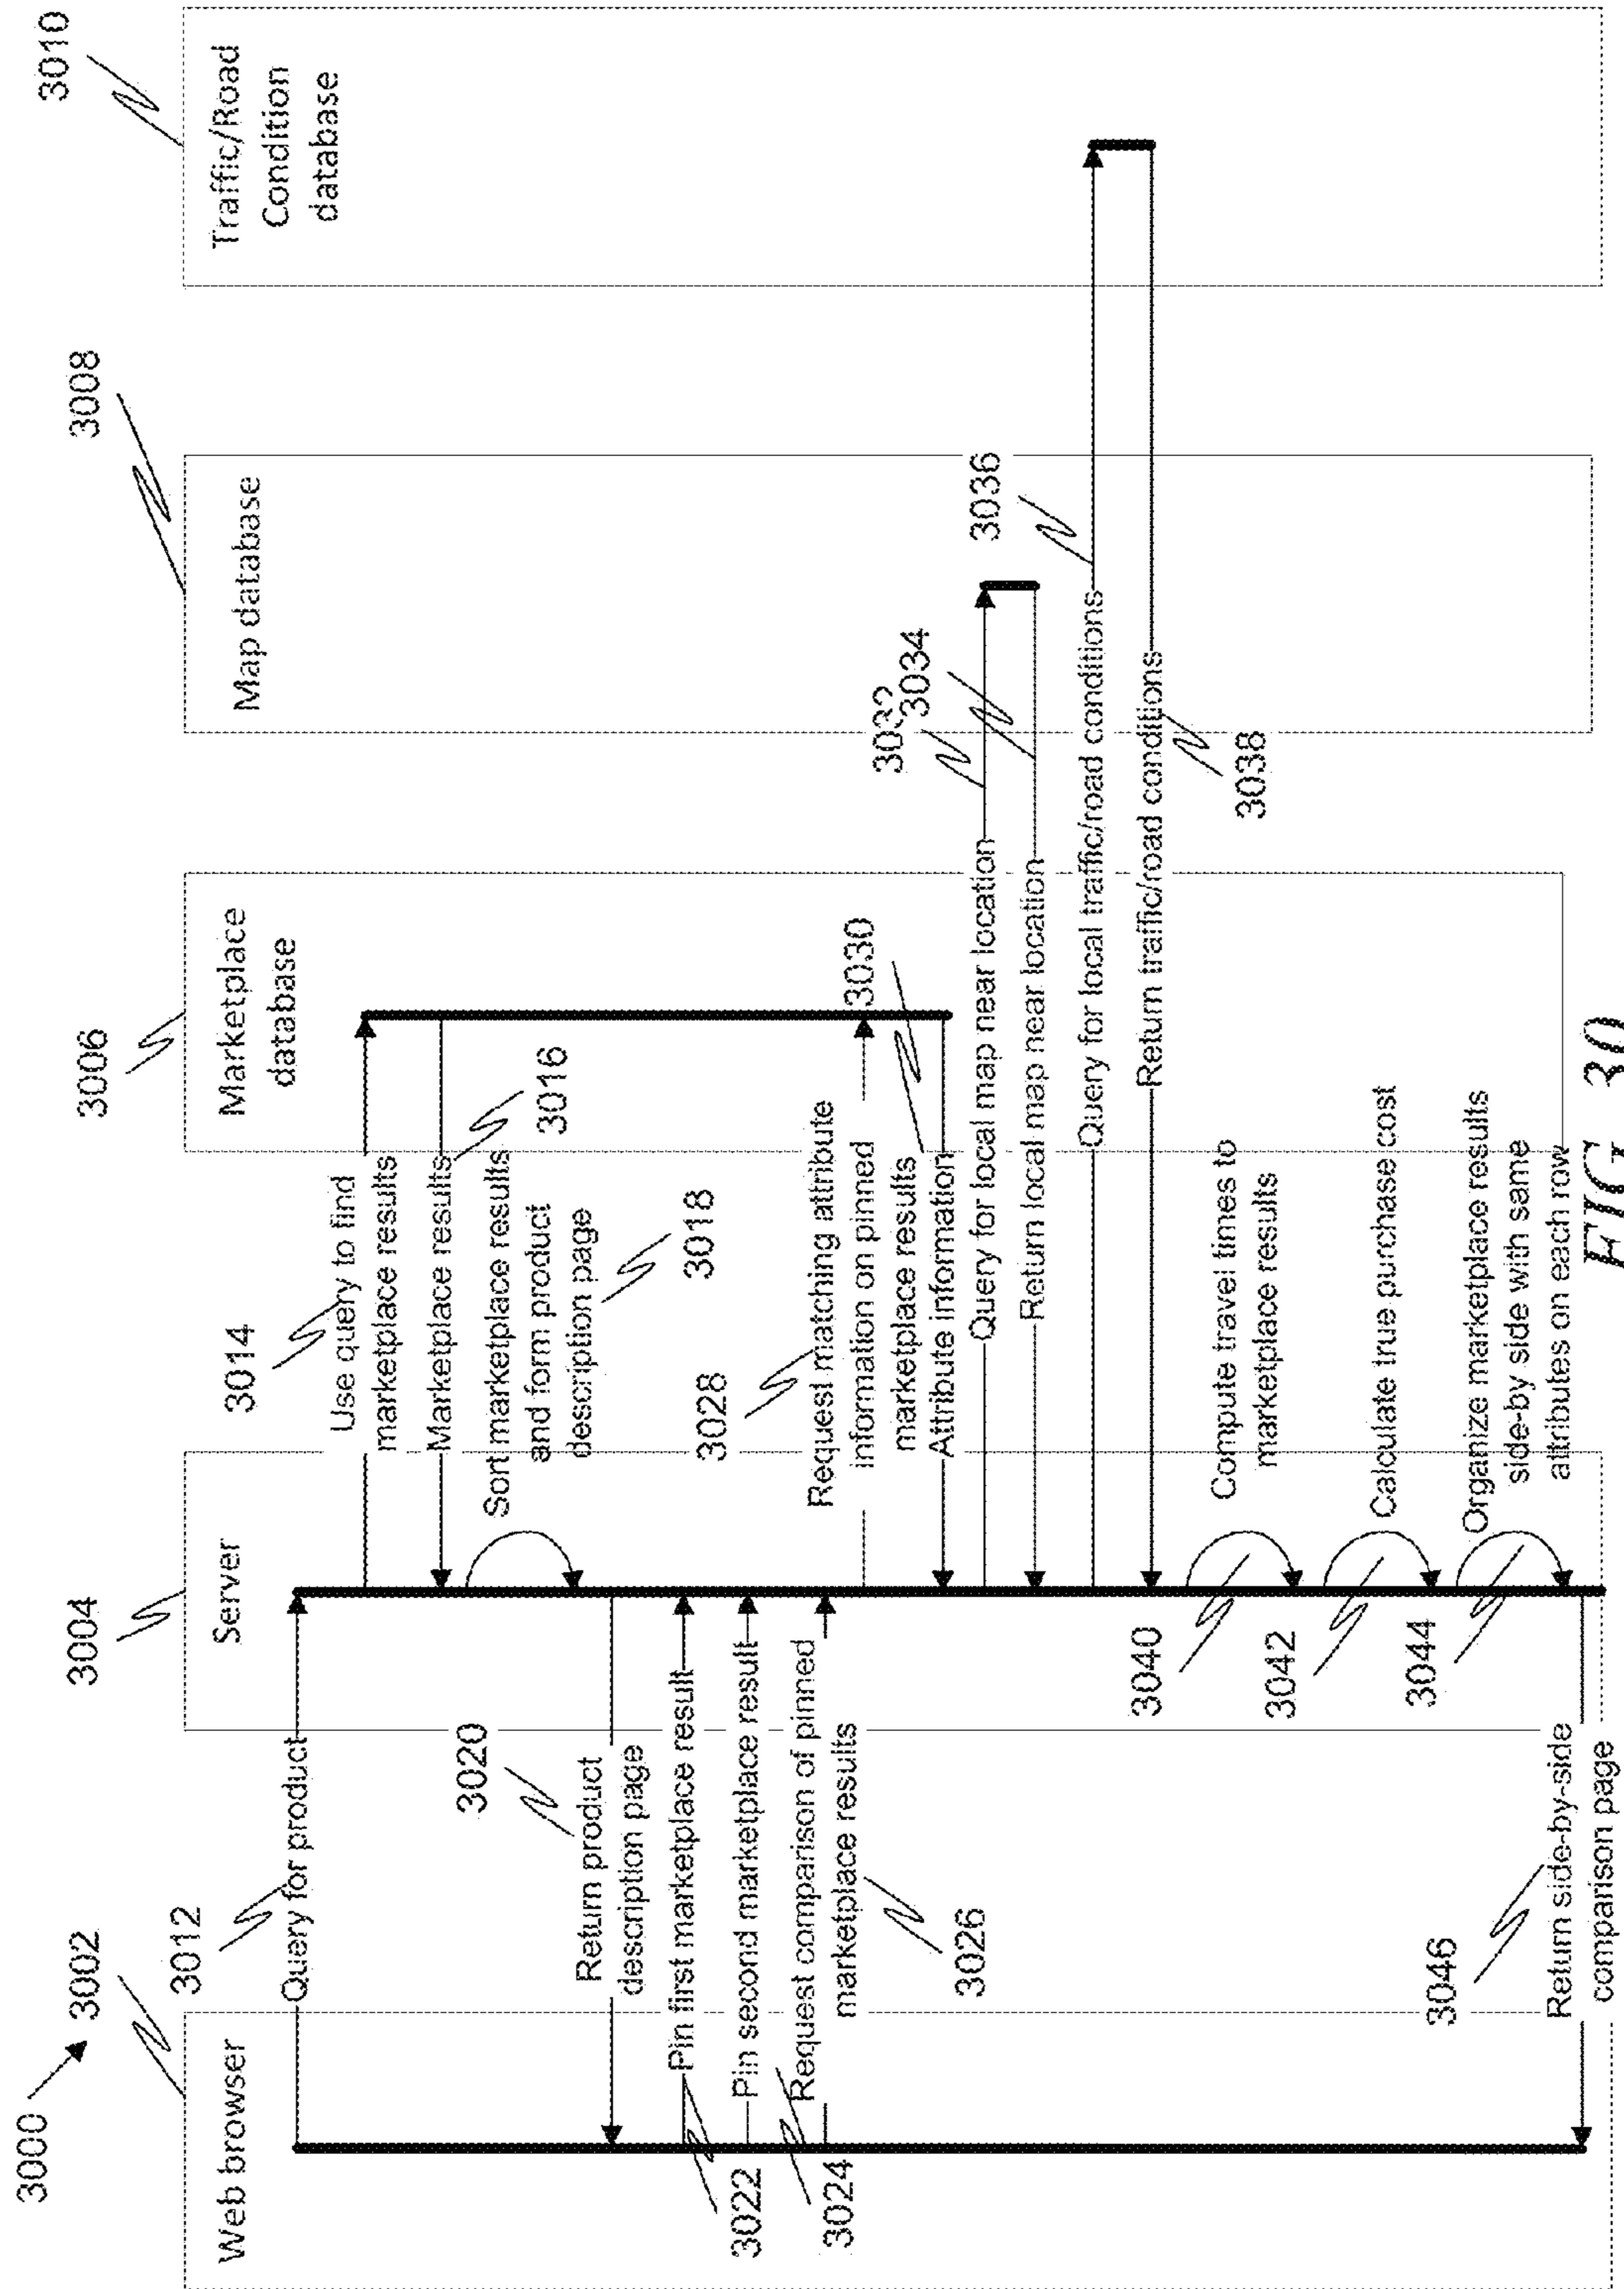 3000
3002
3004
3006
3008
3010
Web browser
Server
Marketplace
database
Map database
Traffic/Road
Condition
database
3012
Query for product
3014
Use query to find
marketplace results
Marketplace results
3016
Sort marketplace results
and form product
description page
3018
3020
Return product
description page
Pin first marketplace result
3022
Pin second marketplace result
3024
Request comparison of pinned
marketplace results
3026
3028
Request matching attribute
information on pinned
marketplace results
3030
Attribute information
3032
Query for local map near location
3034
Return local map near location
3036
Query for local traffic/road conditions
Return traffic/road conditions
3038
3040
Compute travel times to
marketplace results
3042
Calculate true purchase cost
3044
Organize marketplace results
side-by side with same
attributes on each row
3046
Return side-by-side
comparison page
FIG. 30